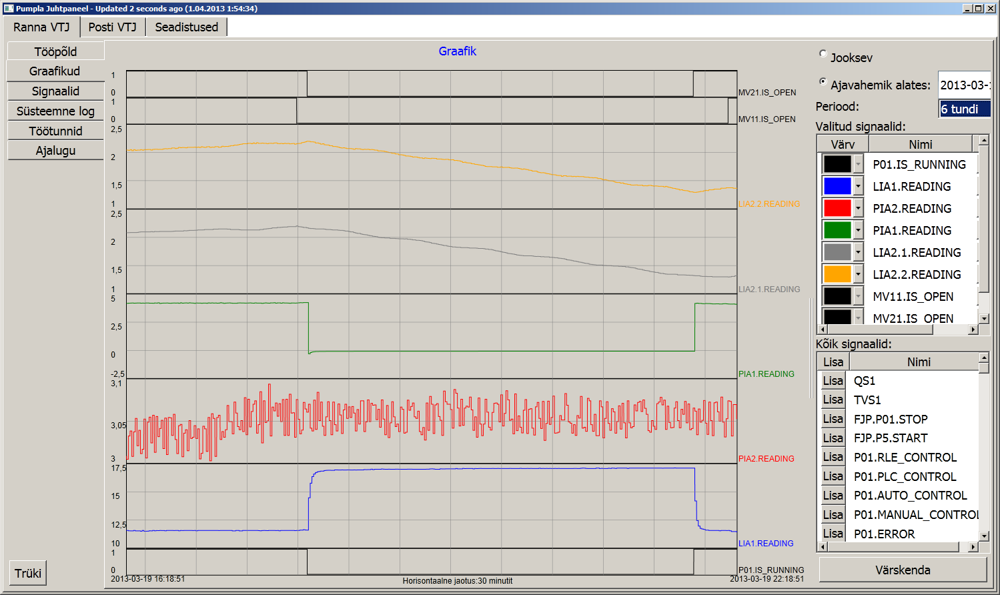 Pumpla Juhtpaneel - Updated 2 seconds ago (1.04.2013 1:54:34)
Ranna VTJ
Posti VTJ
Seadistused
Tööpõld
Graafikud
Signaalid
Süsteemne log
Töötunnid
Ajalugu
Trüki
Graafik
1
0
MV21.IS_OPEN
1
0
MV11.IS_OPEN
2,5
2
1,5
1
LIA2.2.READING
2,5
2
1,5
1
LIA2.1.READING
5
2,5
0
-2,5
PIA1.READING
3,1
3,05
3
PIA2.READING
17,5
15
12,5
10
LIA1.READING
1
0
P01.IS_RUNNING
2013-03-19 16:18:51
Horisontaalne jaotus:30 minutit
2013-03-19 22:18:51
Jooksev
Ajavahemik alates:
2013-03-
Periood:
6 tundi
Valitud signaalid:
Värv Nimi
P01.IS_RUNNING
LIA1.READING
PIA2.READING
PIA1.READING
LIA2.1.READING
LIA2.2.READING
MV11.IS_OPEN
MV21.IS_OPEN
Kõik signaalid:
Lisa Nimi
Lisa QS1
Lisa TVS1
Lisa FJP.P01.STOP
Lisa FJP.P5.START
Lisa P01.RLE_CONTROL
Lisa P01.PLC_CONTROL
Lisa P01.AUTO_CONTROL
Lisa P01.MANUAL_CONTROL
Lisa P01.ERROR
Värskenda